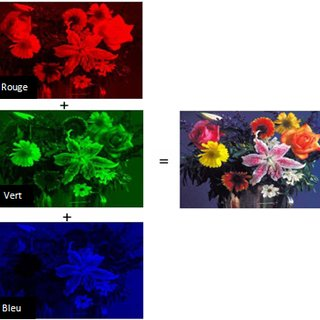 Rouge
+
Vert
=
+
Bleu